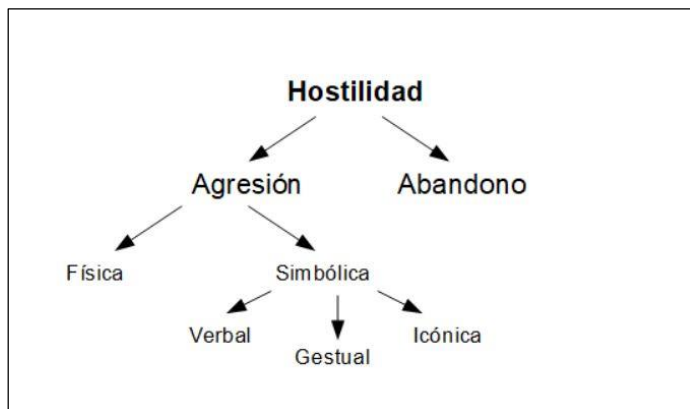 Hostilidad
Agresión Abandono
Física Simbólica
Verbal Icónica
Gestual